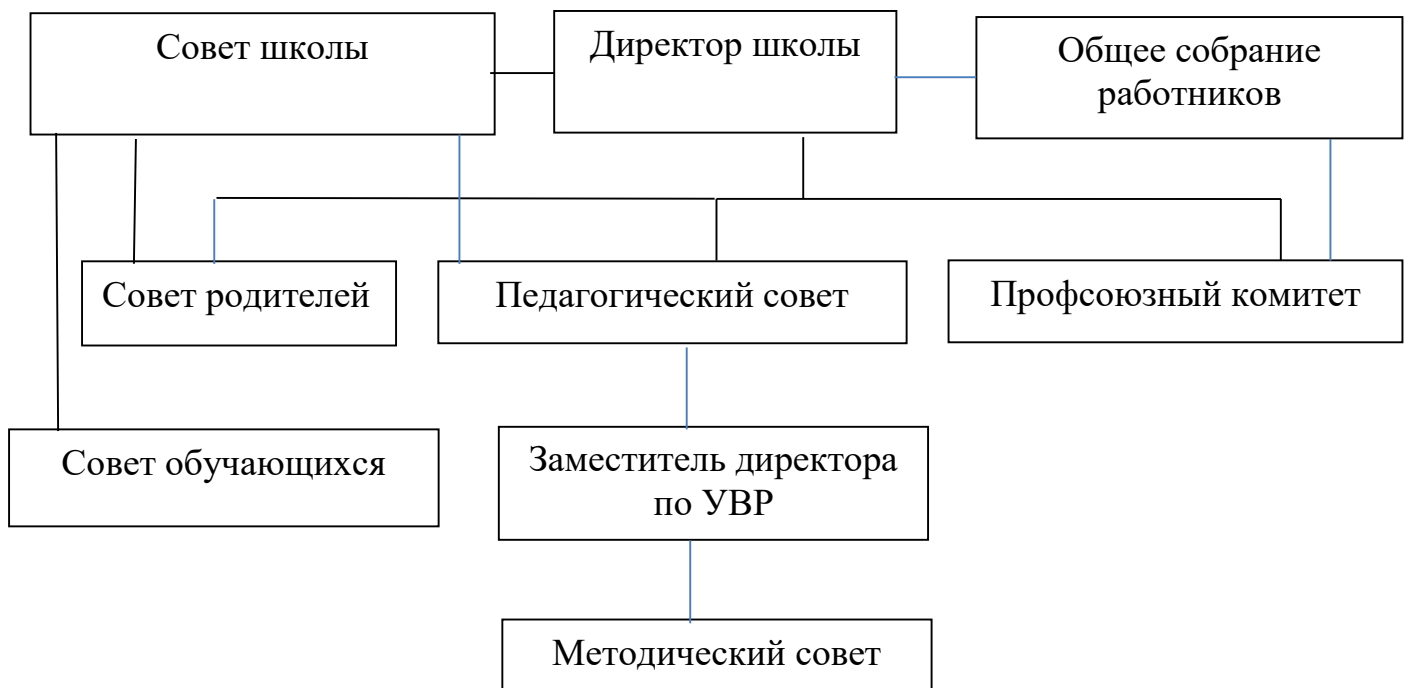 Совет школы
Директор школы
Общее собрание
работников
Совет родителей
Педагогический совет
Профсоюзный комитет
Совет обучающихся
Заместитель директора
по УВР
Методический совет